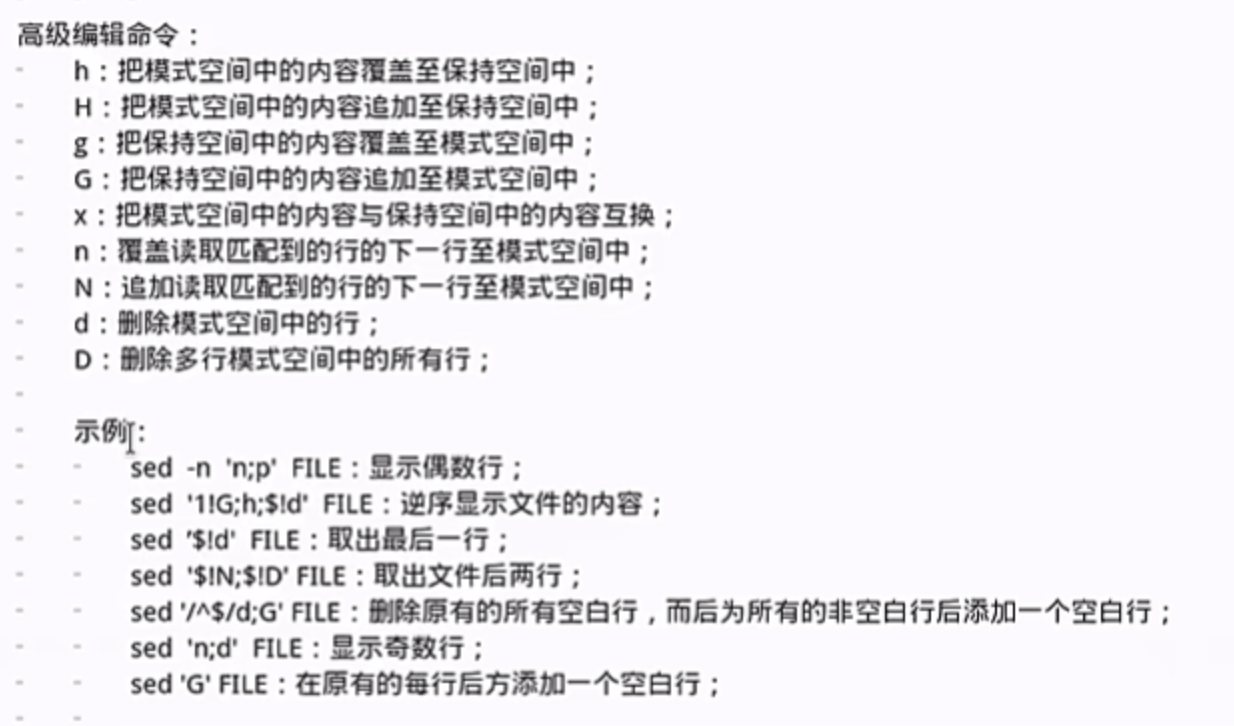 高级编辑命令：
- h：把模式空间中的内容覆盖至保持空间中；
- H：把模式空间中的内容追加至保持空间中；
- g：把保持空间中的内容覆盖至模式空间中；
- G：把保持空间中的内容追加至模式空间中；
- x：把模式空间中的内容与保持空间中的内容互换；
- n：覆盖读取匹配到的行的下一行至模式空间中；
- N：追加读取匹配到的行的下一行至模式空间中；
- d：删除模式空间中的行；
- D：删除多行模式空间中的所有行；
-
- 示例：
- - sed -n 'n;p' FILE：显示偶数行；
- - sed '1!G;h;$!d' FILE：逆序显示文件的内容；
- - sed '$!d' FILE：取出最后一行；
- - sed '$!N;$!D' FILE：取出文件后两行；
- - sed '/^$/d;G' FILE：删除原有的所有空白行，而后为所有的非空白行后添加一个空白行；
- - sed 'n;d' FILE：显示奇数行；
- - sed 'G' FILE：在原有的每行后方添加一个空白行；
- -